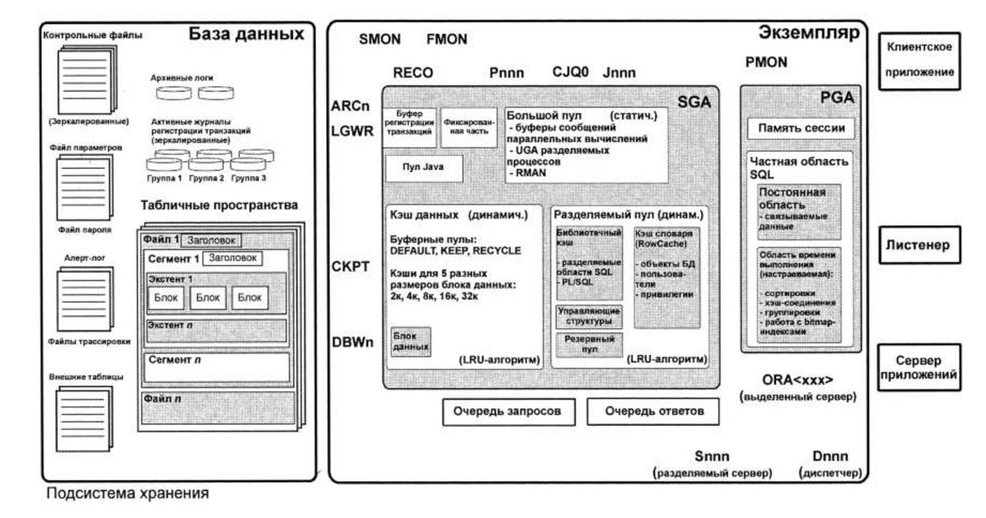 База данных
Контрольные файлы
(Зеркалированные)
Файл параметров
Файл пароля
Алерт-лог
Файлы трассировки
Внешние таблицы
Архивные логи
Активные журналы
регистрации транзакций
(зеркалированные)
Группа 1 Группа 2 Группа 3
Табличные пространства
Файл 1 Заголовок
Сегмент 1 Заголовок
Экстент 1
Блок Блок Блок
Экстент n
Сегмент n
Файл n
Подсистема хранения
Экземпляр
SMON FMON
PMON
RECO Pnnn CJQ0 Jnnn
ARCn
LGWR
CKPT
DBWn
SGA
Буфер
регистрации
транзакций
Фиксирован-
ная часть
Большой пул (статич.)
- буферы сообщений
параллельных вычислений
- UGA разделяемых
процессов
- RMAN
Пул Java
Кэш данных (динамич.)
Буферные пулы:
DEFAULT, KEEP, RECYCLE
Кэши для 5 разных
размеров блока данных:
2к, 4к, 8к, 16к, 32к
Блок
данных
(LRU-алгоритм)
Разделяемый пул (динам.)
Библиотечный
кэш
- разделяемые
области SQL
- PL/SQL
Управляющие
структуры
Резервный
пул
Кэш словаря
(RowCache)
- объекты БД
- пользова-
тели
- привилегии
(LRU-алгоритм)
PGA
Память сессии
Частная область
SQL
Постоянная
область
- связываемые
данные
Область времени
выполнения
(настраеваемая):
- сортировки
- хэш-соединения
- группировки
- работа с bitmap-
индексами
ORA<xxx>
(выделенный сервер)
Очередь запросов
Очередь ответов
Snnn
(разделяемый сервер)
Dnnn
(диспетчер)
Клиентское
приложение
Листенер
Сервер
приложений